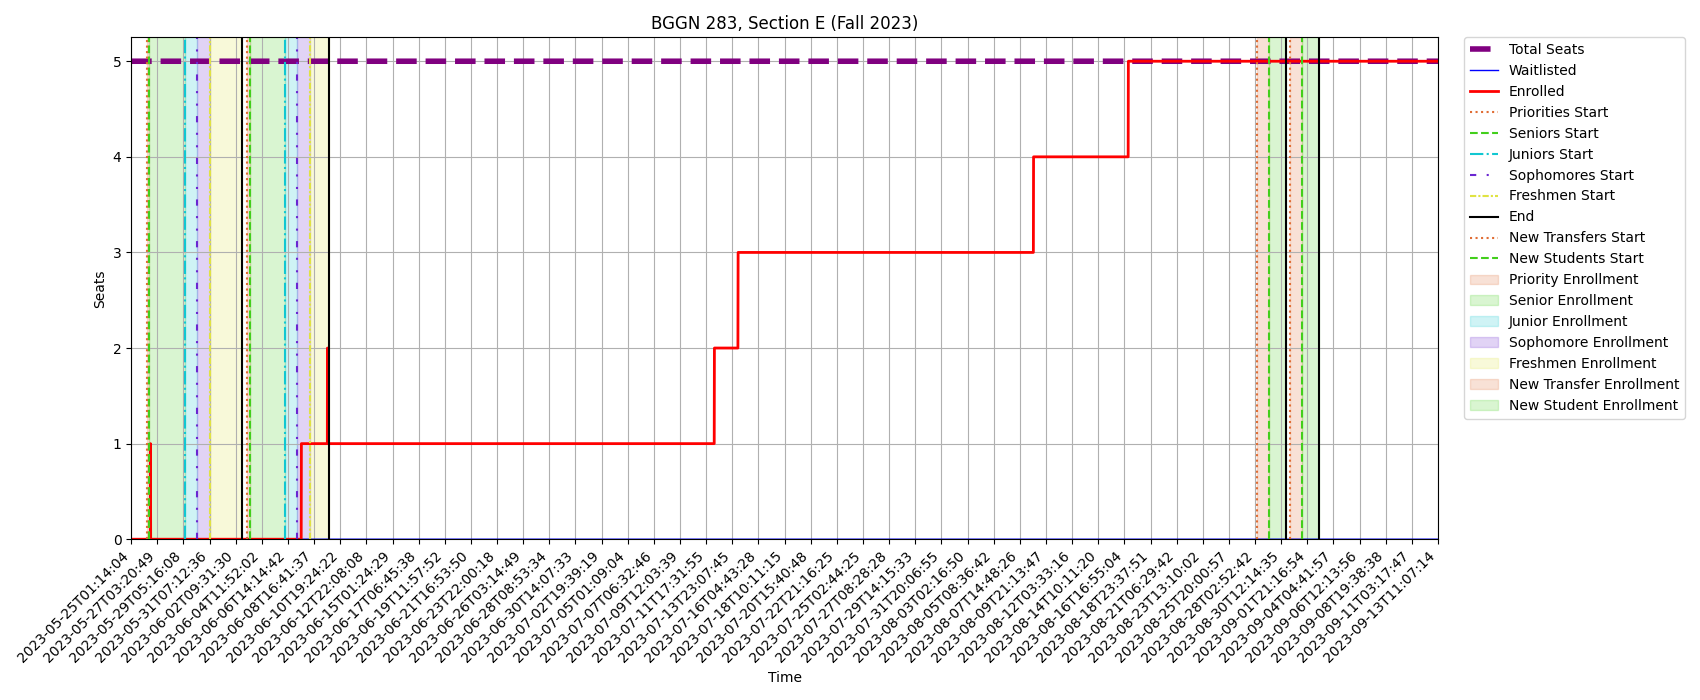 BGGN 283, Section E (Fall 2023)
Seats
5
4
3
2
1
0
2023-05-25T01:14:04
2023-05-27T03:20:49
2023-05-29T05:16:08
2023-05-31T07:12:36
2023-06-02T09:31:30
2023-06-04T11:52:02
2023-06-06T14:14:42
2023-06-08T16:41:37
2023-06-10T19:24:22
2023-06-12T22:08:08
2023-06-15T01:24:29
2023-06-17T06:45:38
2023-06-19T11:57:52
2023-06-21T16:53:50
2023-06-23T22:00:18
2023-06-26T03:14:49
2023-06-28T08:53:34
2023-06-30T14:07:33
2023-07-02T19:39:19
2023-07-05T01:09:04
2023-07-07T06:32:46
2023-07-09T12:03:39
2023-07-11T17:31:55
2023-07-13T23:07:45
2023-07-16T04:43:28
2023-07-18T10:11:15
2023-07-20T15:40:48
2023-07-22T21:16:25
2023-07-25T02:44:25
2023-07-27T08:28:28
2023-07-29T14:15:33
2023-07-31T20:06:55
2023-08-03T02:16:50
2023-08-05T08:36:42
2023-08-07T14:48:26
2023-08-09T21:13:47
2023-08-12T03:33:16
2023-08-14T10:11:20
2023-08-16T16:55:04
2023-08-18T23:37:51
2023-08-21T06:29:42
2023-08-23T13:10:02
2023-08-25T20:00:57
2023-08-28T02:52:42
2023-08-30T12:14:35
2023-09-01T21:16:54
2023-09-04T04:41:57
2023-09-06T12:13:56
2023-09-08T19:38:38
2023-09-11T03:17:47
2023-09-13T11:07:14
Time
Total Seats
Waitlisted
Enrolled
Priorities Start
Seniors Start
Juniors Start
Sophomores Start
Freshmen Start
End
New Transfers Start
New Students Start
Priority Enrollment
Senior Enrollment
Junior Enrollment
Sophomore Enrollment
Freshmen Enrollment
New Transfer Enrollment
New Student Enrollment